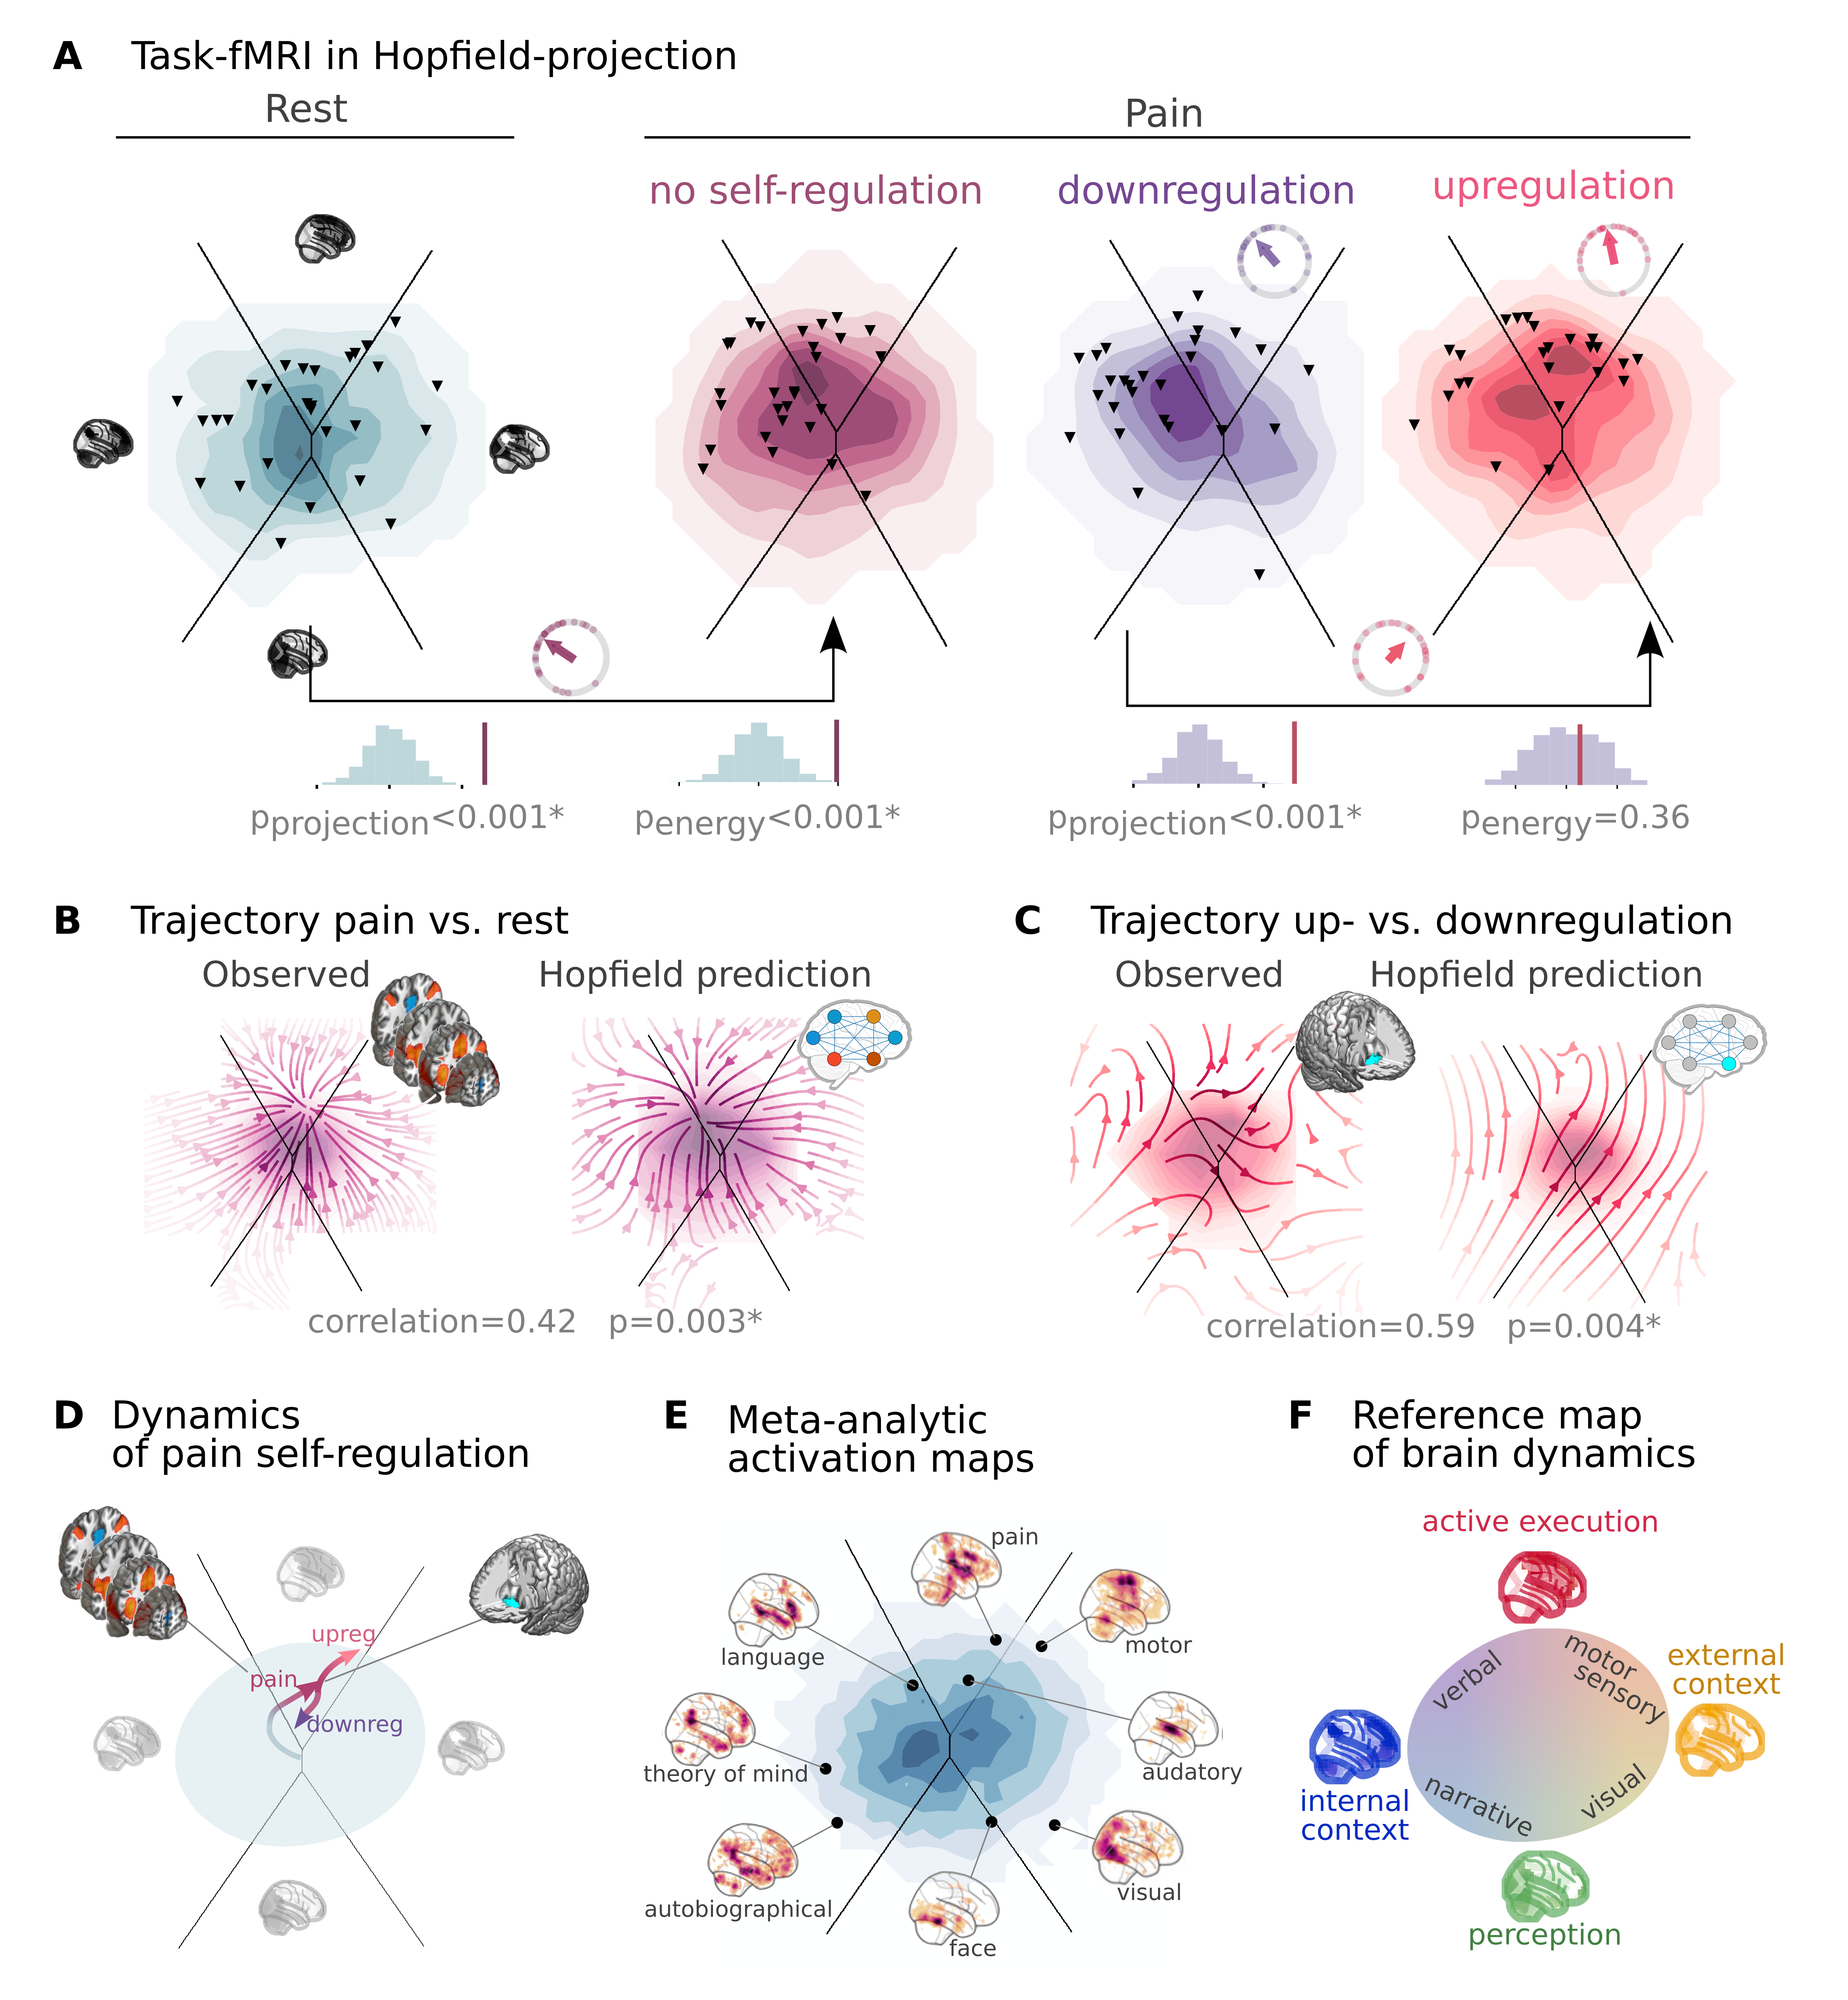 A Task-fMRI in Hopfield-projection
Rest
Pain
no self-regulation
downregulation
upregulation
pprojection<0.001*
penergy<0.001*
pprojection<0.001*
penergy=0.36
B Trajectory pain vs. rest
Observed
Hopfield prediction
correlation=0.42 p=0.003*
C Trajectory up- vs. downregulation
Observed
Hopfield prediction
correlation=0.59 p=0.004*
D Dynamics
of pain self-regulation
upreg
pain
downreg
E Meta-analytic
activation maps
pain
language
motor
theory of mind
audatory
autobiographical
visual
face
F Reference map
of brain dynamics
active execution
external
context
verbal
motor
sensory
internal
context
narrative
visual
perception